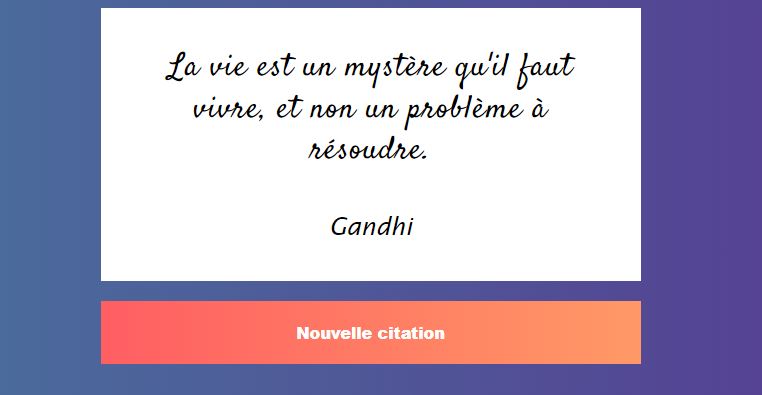 La vie est un mystère qu'il faut
vivre, et non un problème à
résoudre.
Gandhi
Nouvelle citation